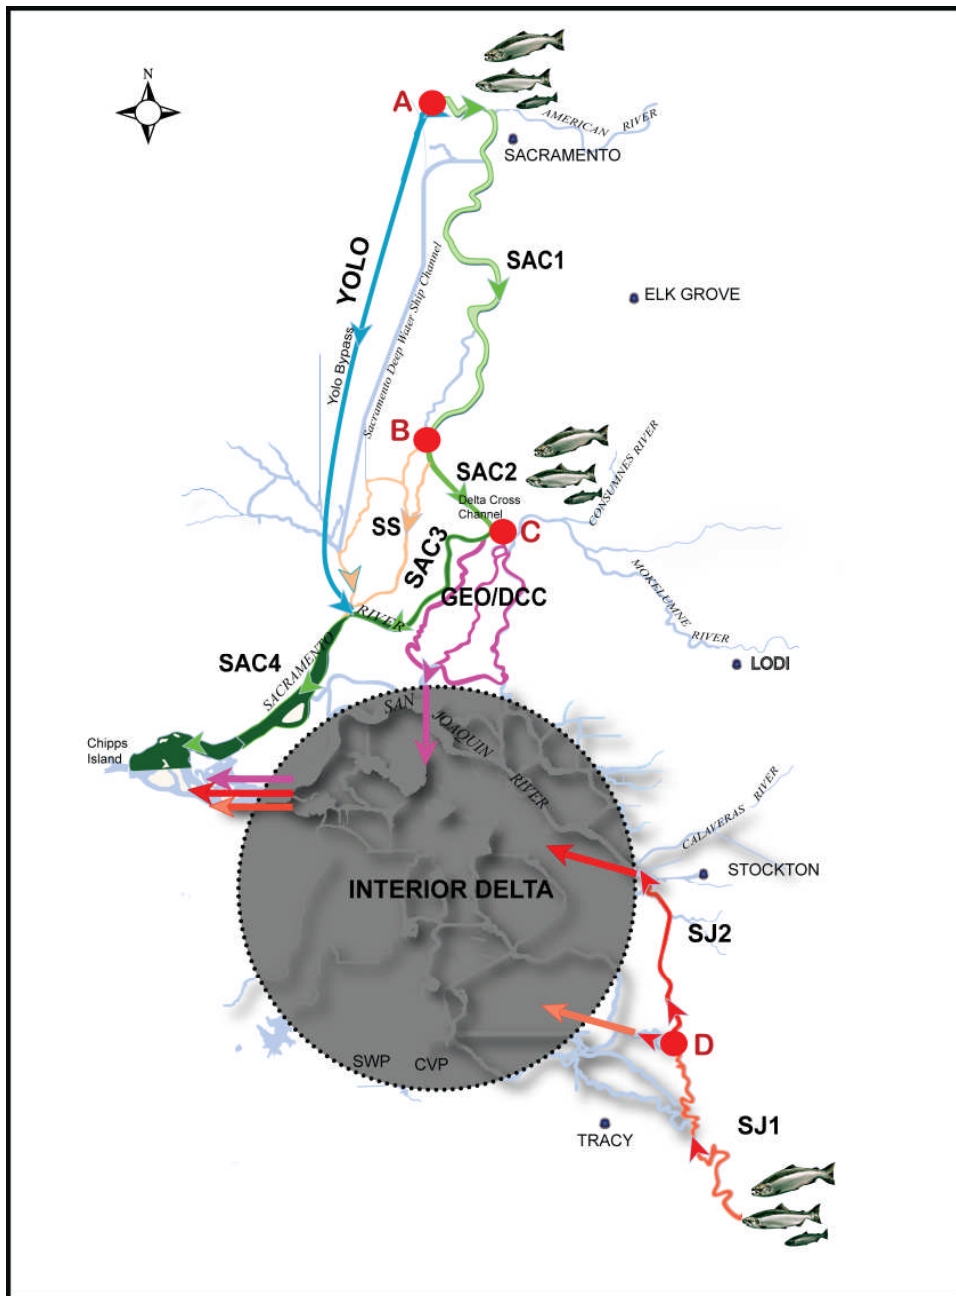 N
A
AMERICAN RIVER
SACRAMENTO
YOLO
SAC1
Sacramento Deep Water Ship Channel
ELK GROVE
Yolo Bypass
B
SAC2
Delta Cross
Channel
C
CONSUMNES RIVER
SS
SAC3
MOKELUMNE
RIVER
GEO/DCC
RIVER
SACRAMENTO
SAC4
LODI
SAN
JOAQUIN
RIVER
Chipps
Island
CALAVERAS RIVER
STOCKTON
INTERIOR DELTA
SJ2
D
SWP
CVP
TRACY
SJ1